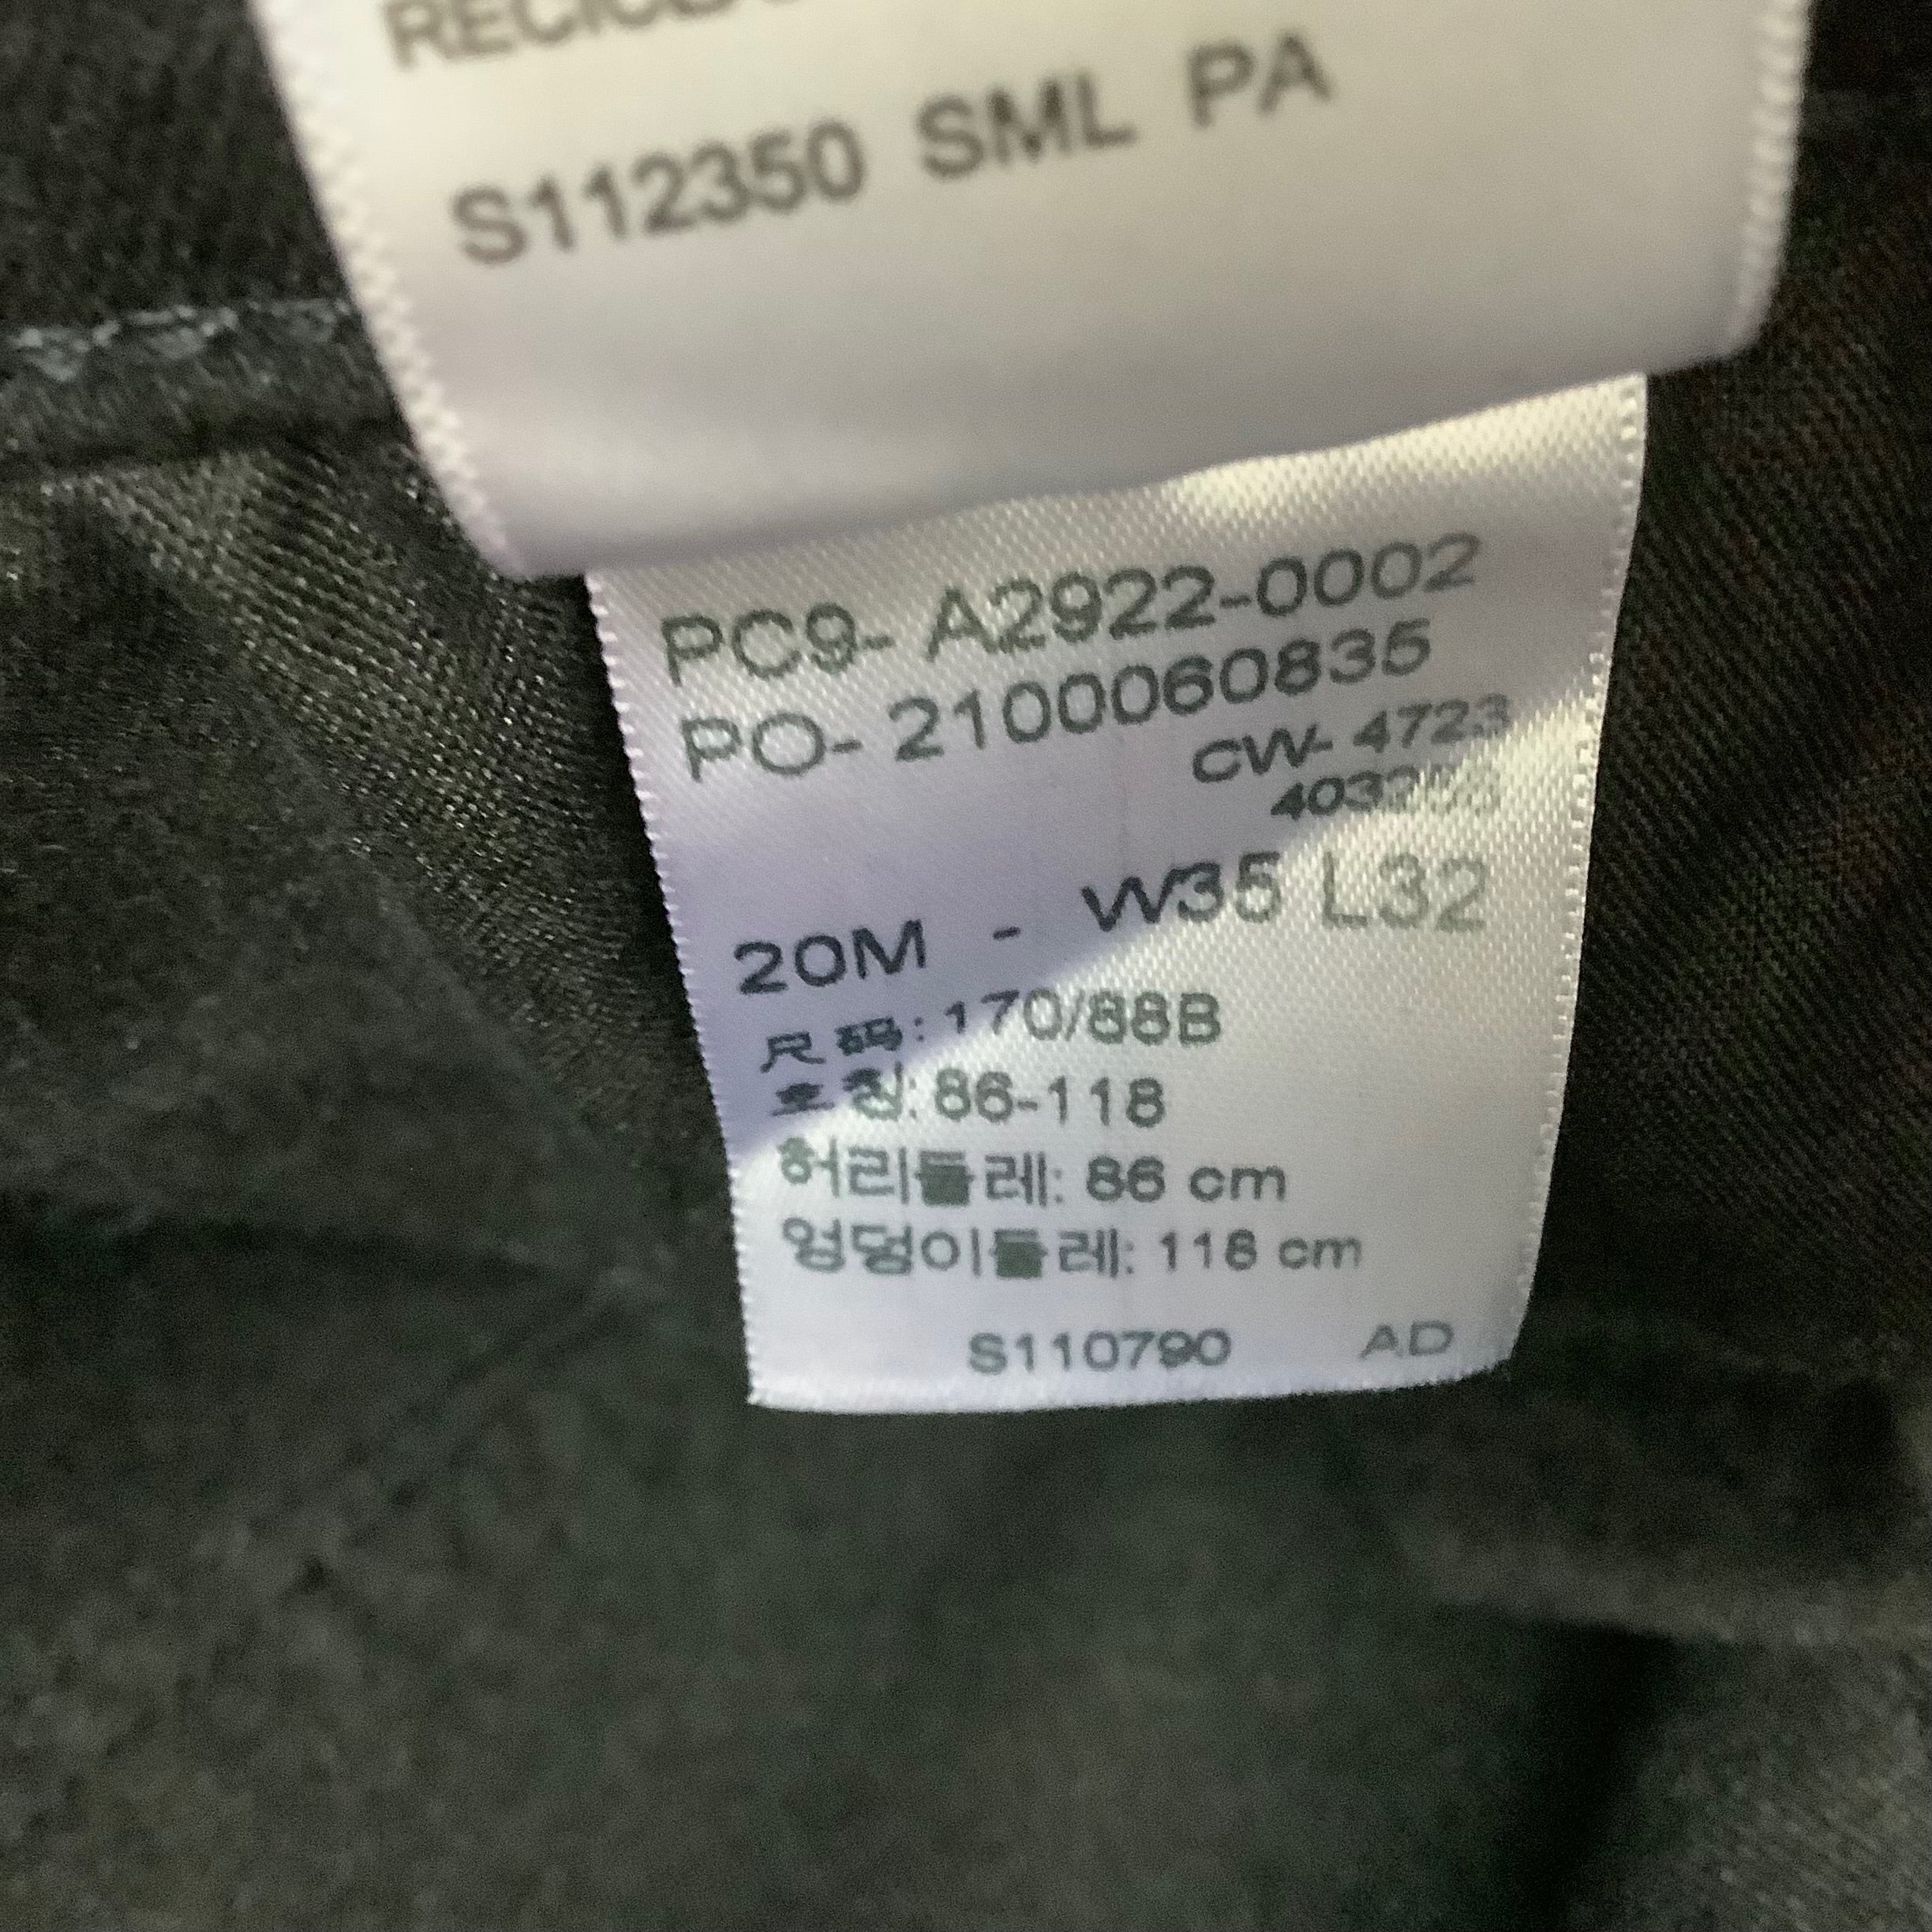 S112350 SML PA
PC9- A2922-0002
PO- 2100060835
CW- 4723
20M - W35 L32
尺码: 170/88B
호칭: 86-118
허리둘레: 86 cm
엉덩이둘레: 118 cm
S110790 AD